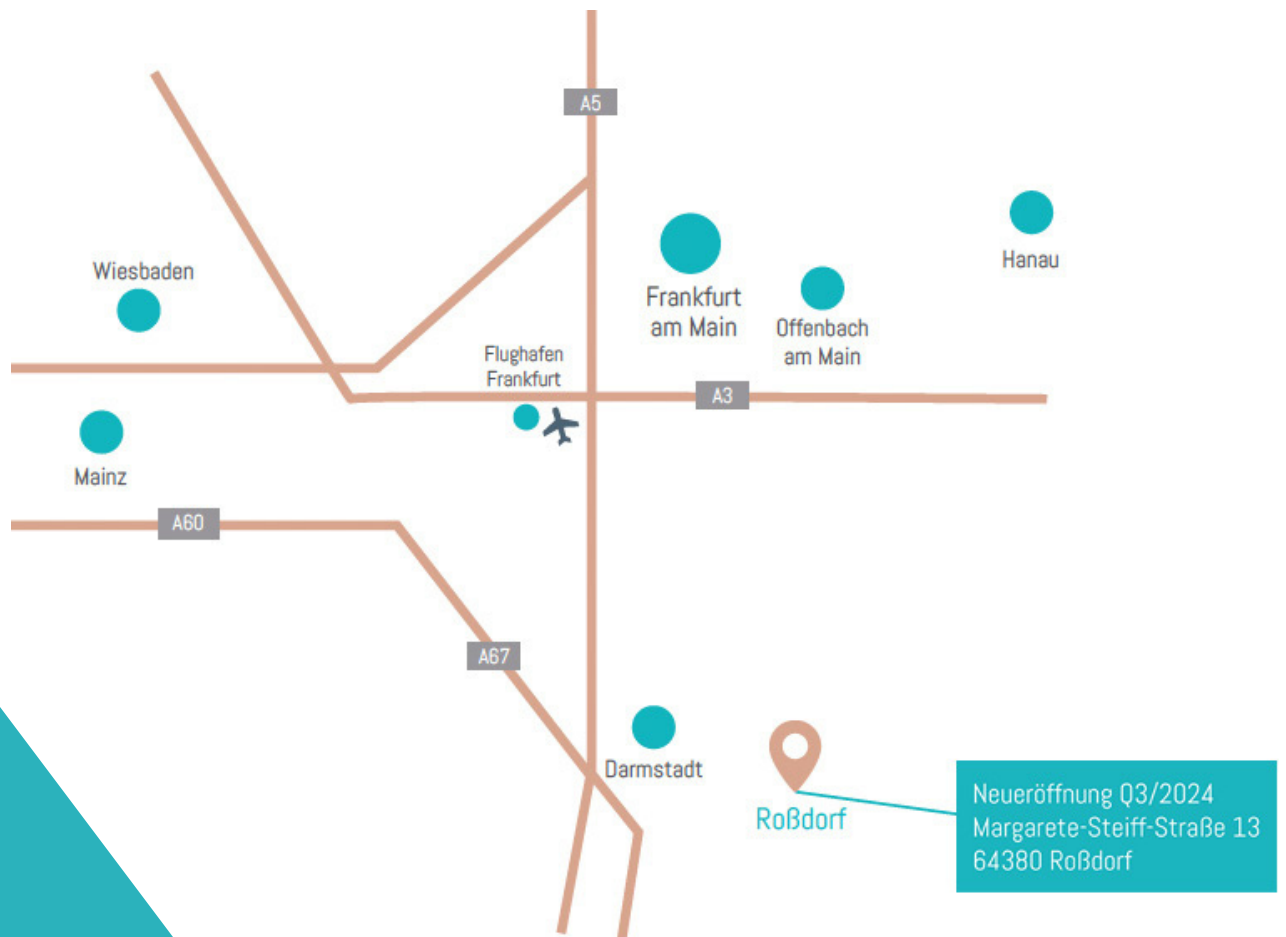 A5
Hanau
Wiesbaden
Frankfurt
am Main
Offenbach
am Main
Flughafen
Frankfurt
A3
Mainz
A60
A67
Darmstadt
Roßdorf
Neueröffnung Q3/2024
Margarete-Steiff-Straße 13
64380 Roßdorf